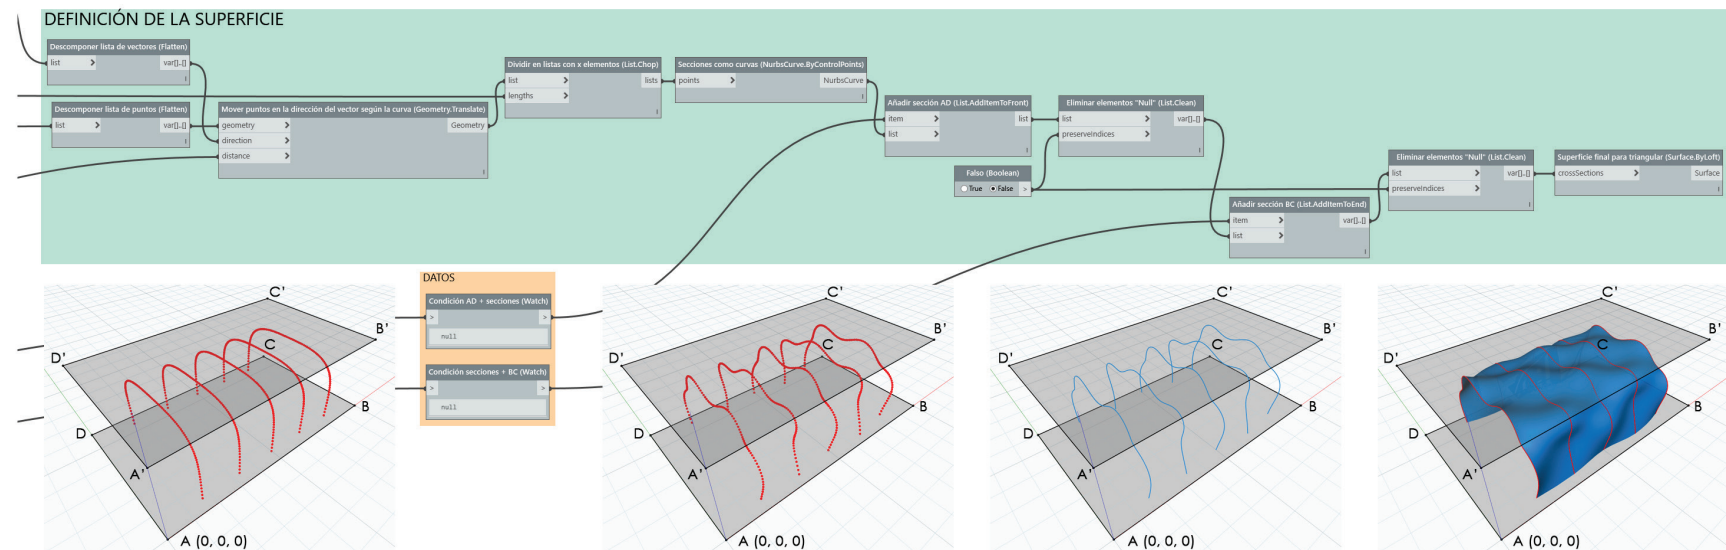 DEFINICIÓN DE LA SUPERFICIE
Descomponer lista de vectores (Flatten)
list > var[]..[]
Descomponer lista de puntos (Flatten)
list > var[]..[]
Mover puntos en la dirección del vector según la curva (Geometry.Translate)
geometry > Geometry
direction >
distance >
Dividir en listas con x elementos (List.Chop)
list > lists
lengths >
Secciones como curvas (NurbsCurve.ByControlPoints)
points > NurbsCurve
Añadir sección AD (List.AddItemToFront)
item > list
list >
Eliminar elementos "Null" (List.Clean)
list > var[]..[]
preserveIndices >
Falso (Boolean)
True False >
Añadir sección BC (List.AddItemToEnd)
item > var[]..[]
list >
Eliminar elementos "Null" (List.Clean)
list > var[]..[]
preserveIndices >
Superficie final para triangular (Surface.ByLoft)
crossSections > Surface
DATOS
Condición AD + secciones (Watch)
> >
null
Condición secciones + BC (Watch)
> >
null
C'
B'
D'
C
B
D
A'
A (0, 0, 0)
C'
B'
D'
C
B
D
A'
A (0, 0, 0)
C'
B'
D'
C
B
D
A'
A (0, 0, 0)
C'
B'
D'
C
B
D
A'
A (0, 0, 0)